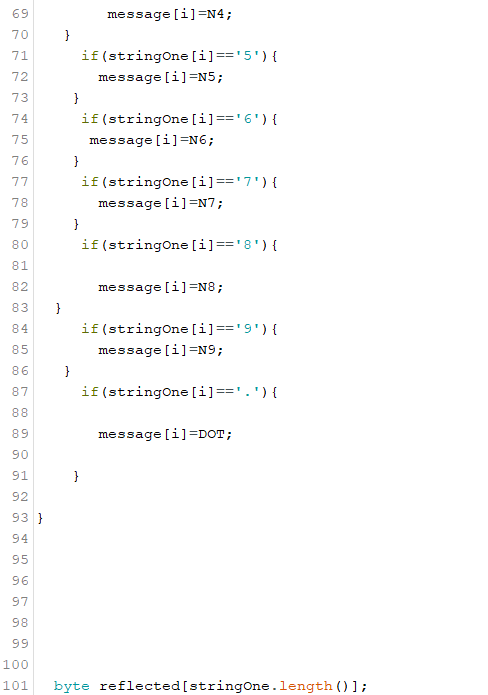 69 message[i]=N4;
70 }
71 if(stringOne[i]=='5'){
72 message[i]=N5;
73 }
74 if(stringOne[i]=='6'){
75 message[i]=N6;
76 }
77 if(stringOne[i]=='7'){
78 message[i]=N7;
79 }
80 if(stringOne[i]=='8'){
81
82 message[i]=N8;
83 }
84 if(stringOne[i]=='9'){
85 message[i]=N9;
86 }
87 if(stringOne[i]=='.'){
88
89 message[i]=DOT;
90
91 }
92
93 }
94
95
96
97
98
99
100
101 byte reflected[stringOne.length()];